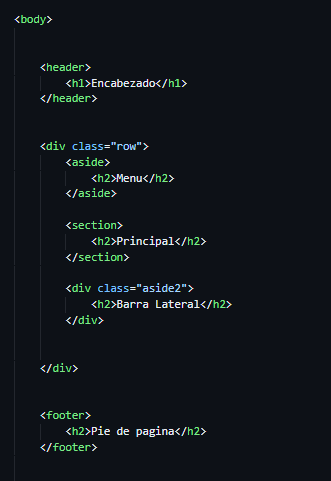 <body>
<header>
<h1>Encabezado</h1>
</header>
<div class="row">
<aside>
<h2>Menu</h2>
</aside>
<section>
<h2>Principal</h2>
</section>
<div class="aside2">
<h2>Barra Lateral</h2>
</div>
</div>
<footer>
<h2>Pie de pagina</h2>
</footer>